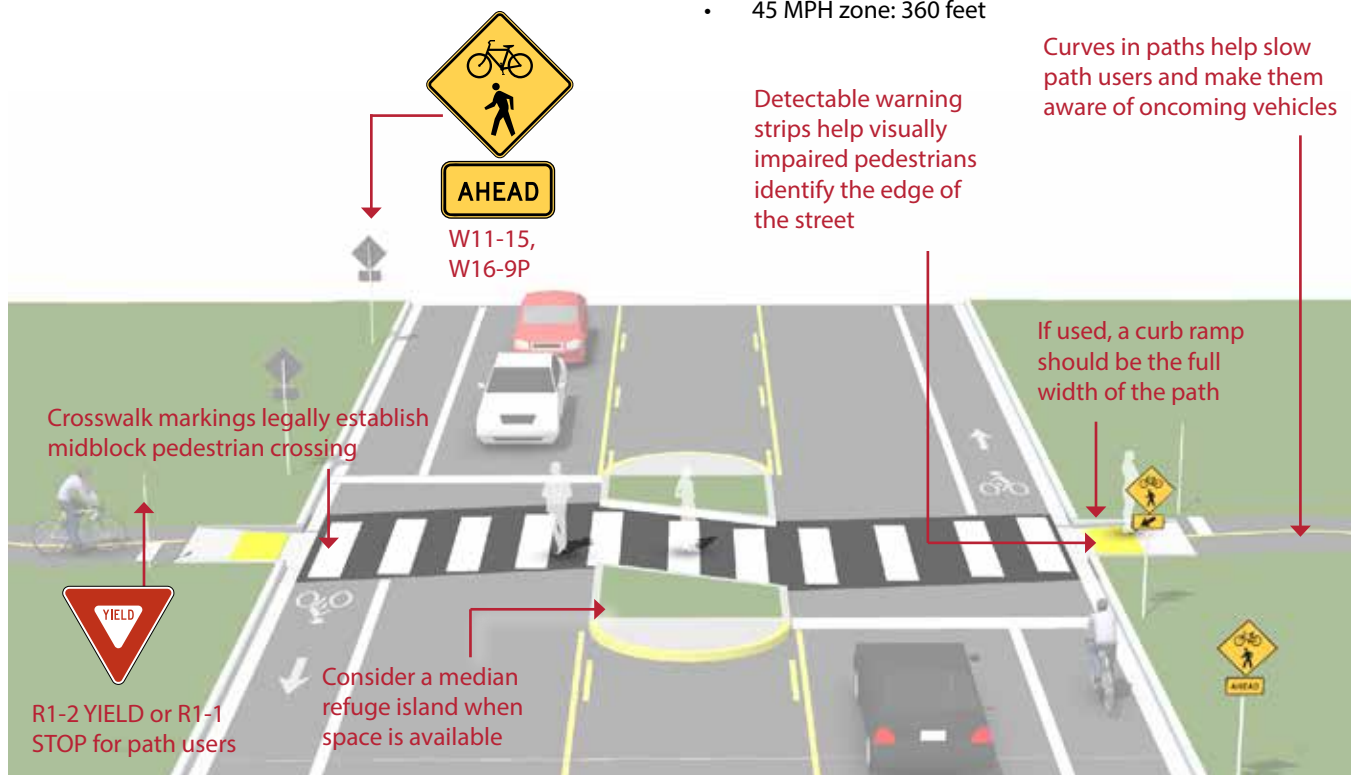 • 45 MPH zone: 360 feet
Curves in paths help slow
path users and make them
aware of oncoming vehicles
Detectable warning
strips help visually
impaired pedestrians
identify the edge of
the street
AHEAD
W11-15,
W16-9P
If used, a curb ramp
should be the full
width of the path
Crosswalk markings legally establish
midblock pedestrian crossing
YIELD
R1-2 YIELD or R1-1
STOP for path users
Consider a median
refuge island when
space is available
AHEAD